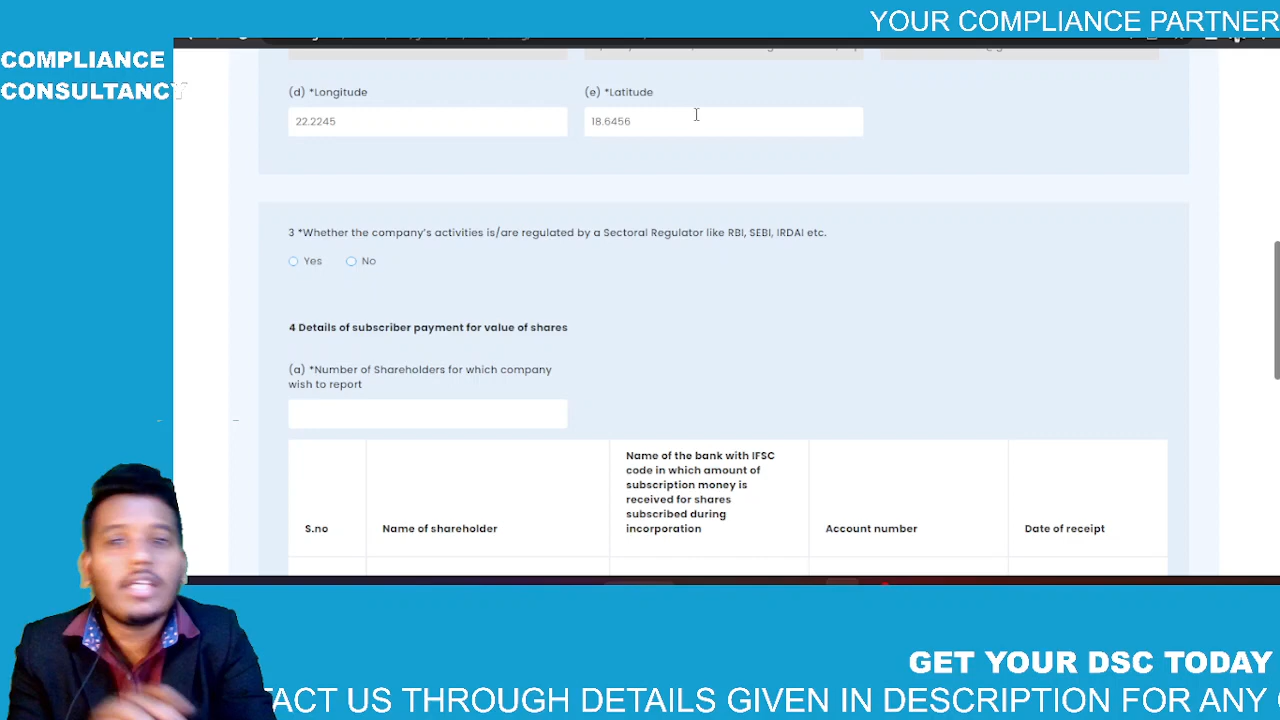 YOUR COMPLIANCE PARTNER
COMPLIANCE
CONSULTANCY
(d) *Longitude
(e) *Latitude
22.2245
18.6456
3 *Whether the company's activities is/are regulated by a Sectoral Regulator like RBI, SEBI, IRDAI etc.
Yes
No
4 Details of subscriber payment for value of shares
(a) *Number of Shareholders for which company
wish to report
S.no
Name of shareholder
Name of the bank with IFSC
code in which amount of
subscription money is
received for shares
subscribed during
incorporation
Account number
Date of receipt
GET YOUR DSC TODAY
TACT US THROUGH DETAILS GIVEN IN DESCRIPTION FOR ANY